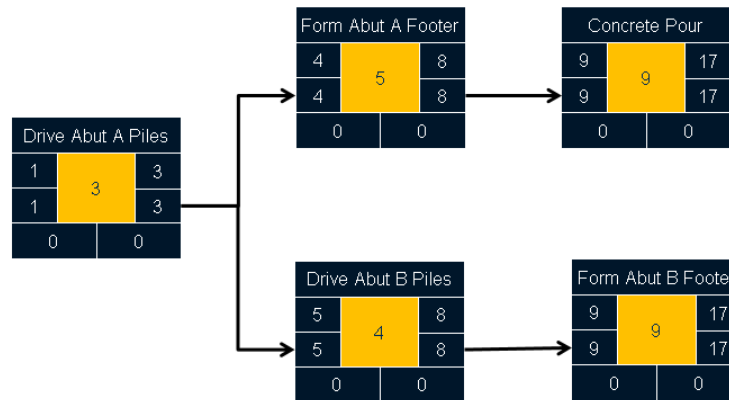 Form Abut A Footer
4 5 8
4 8
0 0
Concrete Pour
9 9 17
9 17
0 0
Drive Abut A Piles
1 3 3
1 3
0 0
Drive Abut B Piles
5 4 8
5 8
0 0
Form Abut B Foote
9 9 17
9 17
0 0